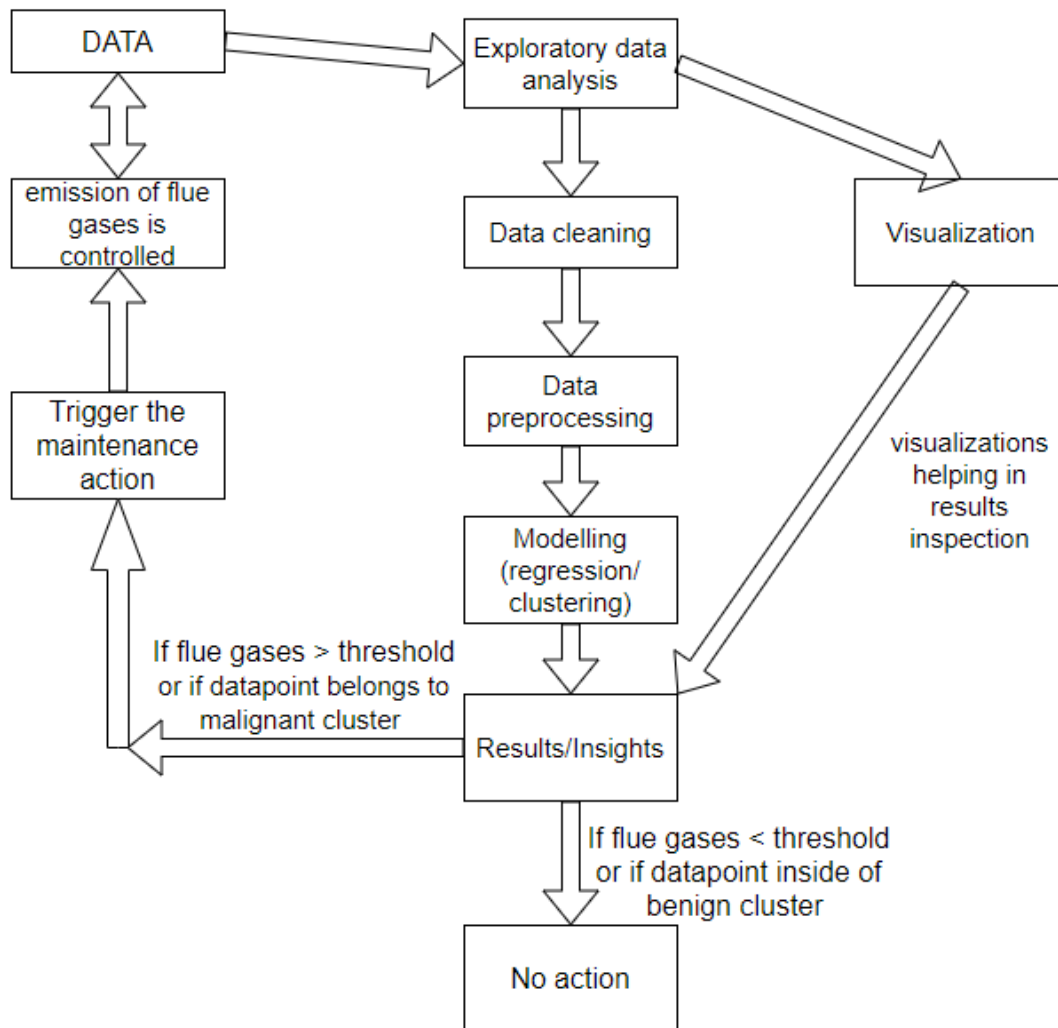 DATA
Exploratory data
analysis
emission of flue
gases is
controlled
Data cleaning
Visualization
Data
preprocessing
Trigger the
maintenance
action
visualizations
helping in
results
inspection
Modelling
(regression/
clustering)
If flue gases > threshold
or if datapoint belongs to
malignant cluster
Results/Insights
If flue gases < threshold
or if datapoint inside of
benign cluster
No action